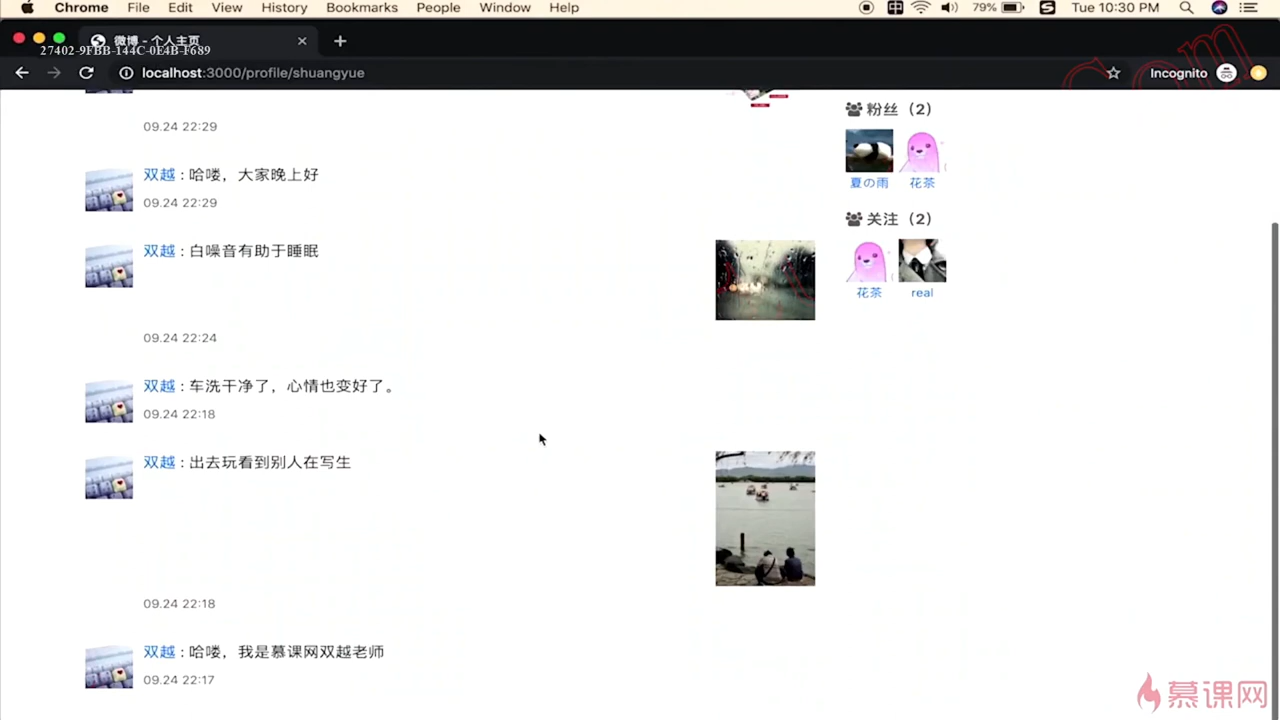 Chrome File Edit View History Bookmarks People Window Help 中 79% S Tue 10:30 PM
微博 - 个人主页
27402-9FBB-144C-0E4B-F689
localhost:3000/profile/shuangyue
Incognito
com
09.24 22:29
双越 : 哈喽，大家晚上好
09.24 22:29
双越 : 白噪音有助于睡眠
09.24 22:24
双越 : 车洗干净了，心情也变好了。
09.24 22:18
双越 : 出去玩看到别人在写生
09.24 22:18
双越 : 哈喽，我是慕课网双越老师
09.24 22:17
粉丝（2）
夏の雨 花茶
关注（2）
花茶 real
慕课网